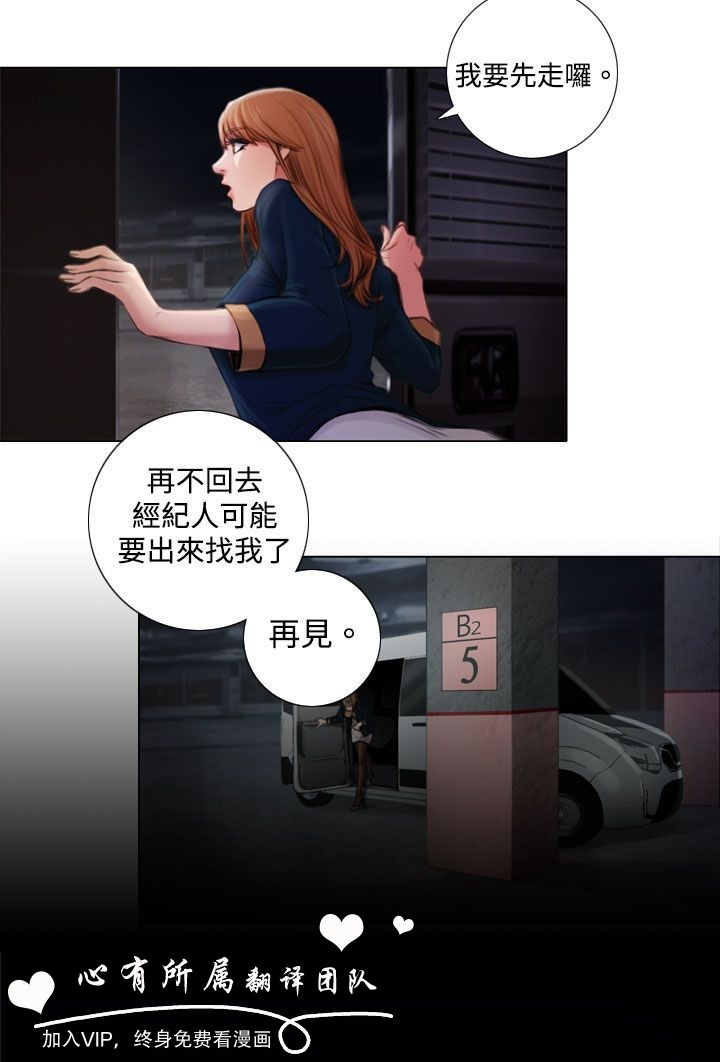 我要先走囉。
再不回去
經紀人可能
要出來找我了
再見。
B2
5
心有所属翻译团队
加入VIP，终身免费看漫画